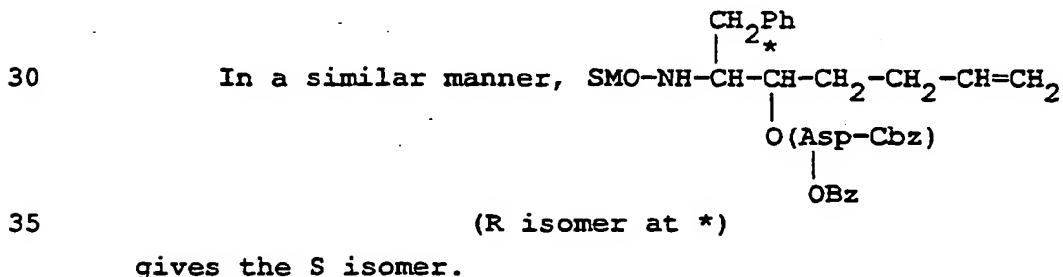 CH2Ph
*
30 In a similar manner, SMO-NH-CH-CH-CH2-CH2-CH=CH2
O(Asp-Cbz)
OBz
35 (R isomer at *)
gives the S isomer.